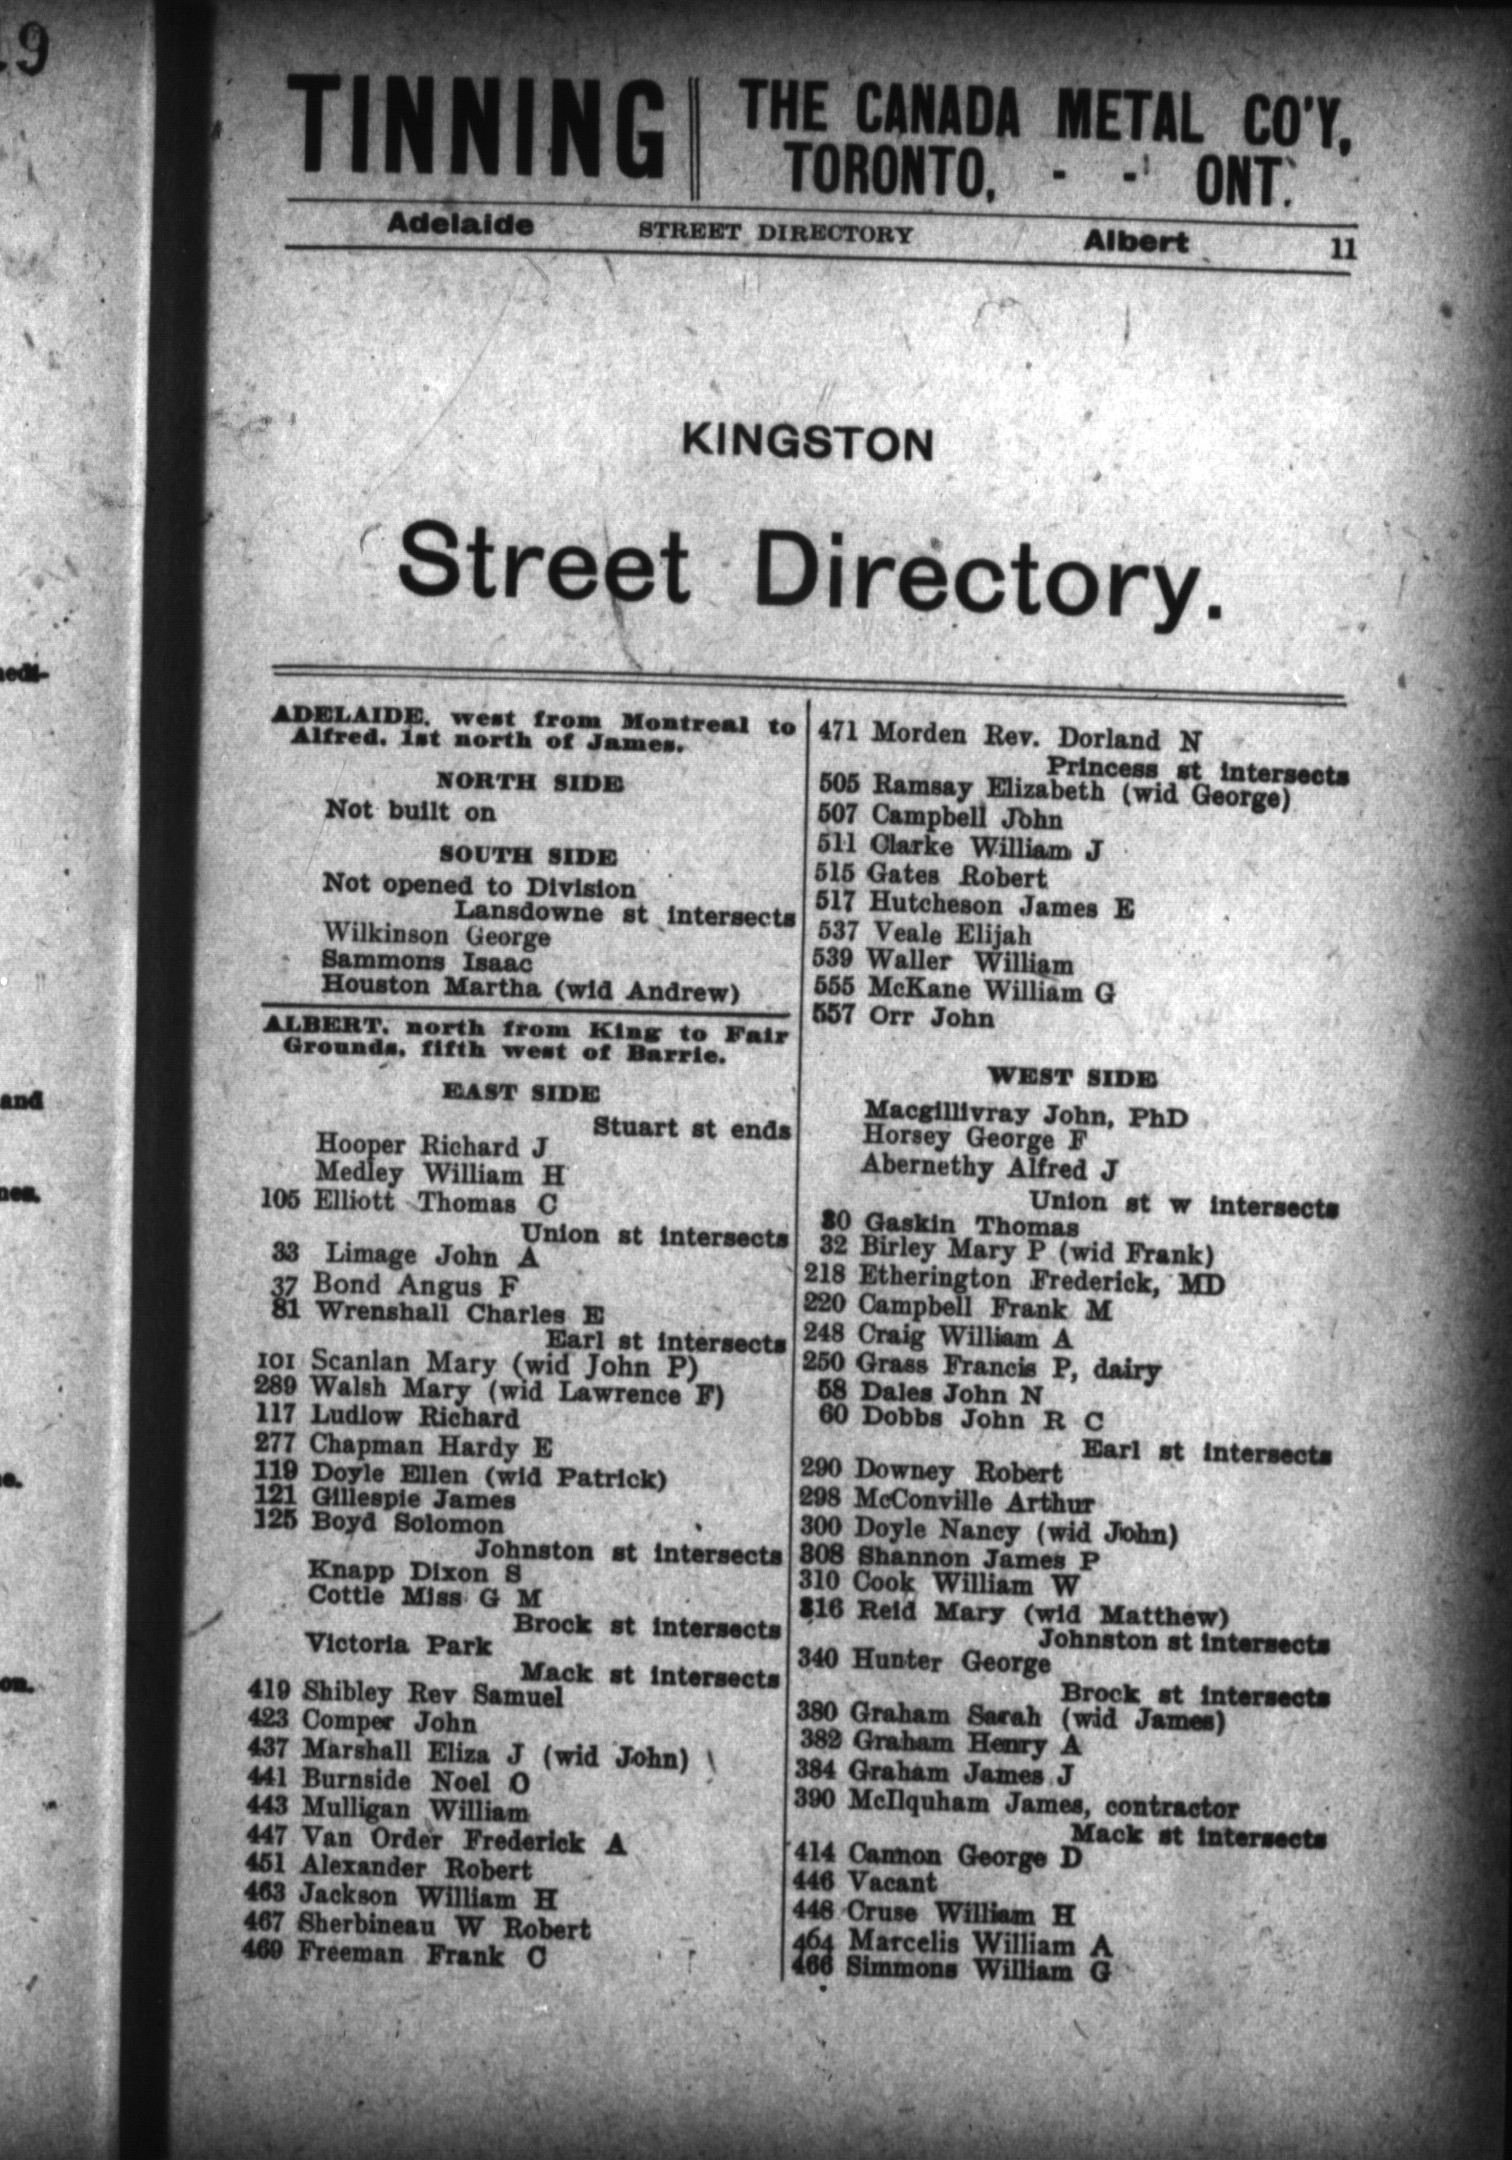 TINNING
THE CANADA METAL CO'Y,
TORONTO, - - ONT.
Adelaide STREET DIRECTORY Albert 11
KINGSTON
Street Directory.
ADELAIDE, west from Montreal to
Alfred, 1st north of James.
NORTH SIDE
Not built on
SOUTH SIDE
Not opened to Division
Lansdowne st intersects
Wilkinson George
Sammons Isaac
Houston Martha (wid Andrew)
ALBERT, north from King to Fair
Grounds, fifth west of Barrie.
EAST SIDE
Stuart st ends
Hooper Richard J
Medley William H
105 Elliott Thomas C
Union st intersects
33 Limage John A
37 Bond Angus F
81 Wrenshall Charles E
Earl st intersects
101 Scanlan Mary (wid John P)
289 Walsh Mary (wid Lawrence F)
117 Ludlow Richard
277 Chapman Hardy E
119 Doyle Ellen (wid Patrick)
121 Gillespie James
125 Boyd Solomon
Johnston st intersects
Knapp Dixon S
Cottle Miss G M
Brock st intersects
Victoria Park
Mack st intersects
419 Shibley Rev Samuel
423 Comper John
437 Marshall Eliza J (wid John)
441 Burnside Noel O
443 Mulligan William
447 Van Order Frederick A
451 Alexander Robert
463 Jackson William H
467 Sherbineau W Robert
469 Freeman Frank C
471 Morden Rev. Dorland N
Princess st intersects
505 Ramsay Elizabeth (wid George)
507 Campbell John
511 Clarke William J
515 Gates Robert
517 Hutcheson James E
537 Veale Elijah
539 Waller William
555 McKane William G
557 Orr John
WEST SIDE
Macgillivray John, PhD
Horsey George F
Abernethy Alfred J
Union st w intersects
Gaskin Thomas
32 Birley Mary P (wid Frank)
218 Etherington Frederick, MD
220 Campbell Frank M
248 Craig William A
250 Grass Francis P, dairy
58 Dales John N
60 Dobbs John R C
Earl st intersects
290 Downey Robert
298 McConville Arthur
300 Doyle Nancy (wid John)
308 Shannon James P
310 Cook William W
316 Reid Mary (wid Matthew)
Johnston st intersects
340 Hunter George
Brock st intersects
380 Graham Sarah (wid James)
382 Graham Henry A
384 Graham James J
390 McIlquham James, contractor
Mack st intersects
414 Cannon George D
446 Vacant
448 Cruse William H
464 Marcelis William A
466 Simmons William G